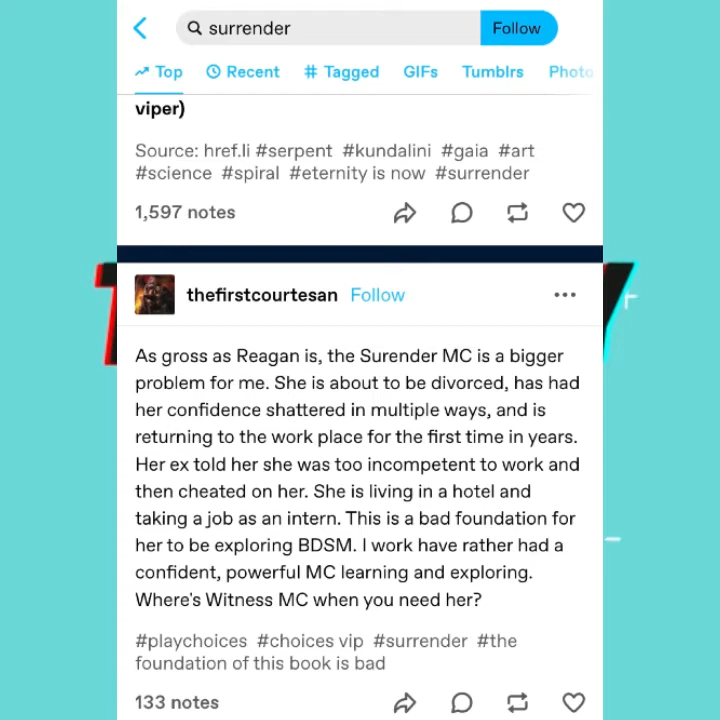 surrender
Follow
Top
Recent
# Tagged
GIFs
Tumblrs
Photo
viper)
Source: href.li #serpent #kundalini #gaia #art
#science #spiral #eternity is now #surrender
1,597 notes
thefirstcourtesan Follow
As gross as Reagan is, the Surender MC is a bigger
problem for me. She is about to be divorced, has had
her confidence shattered in multiple ways, and is
returning to the work place for the first time in years.
Her ex told her she was too incompetent to work and
then cheated on her. She is living in a hotel and
taking a job as an intern. This is a bad foundation for
her to be exploring BDSM. I work have rather had a
confident, powerful MC learning and exploring.
Where's Witness MC when you need her?
#playchoices #choices vip #surrender #the
foundation of this book is bad
133 notes